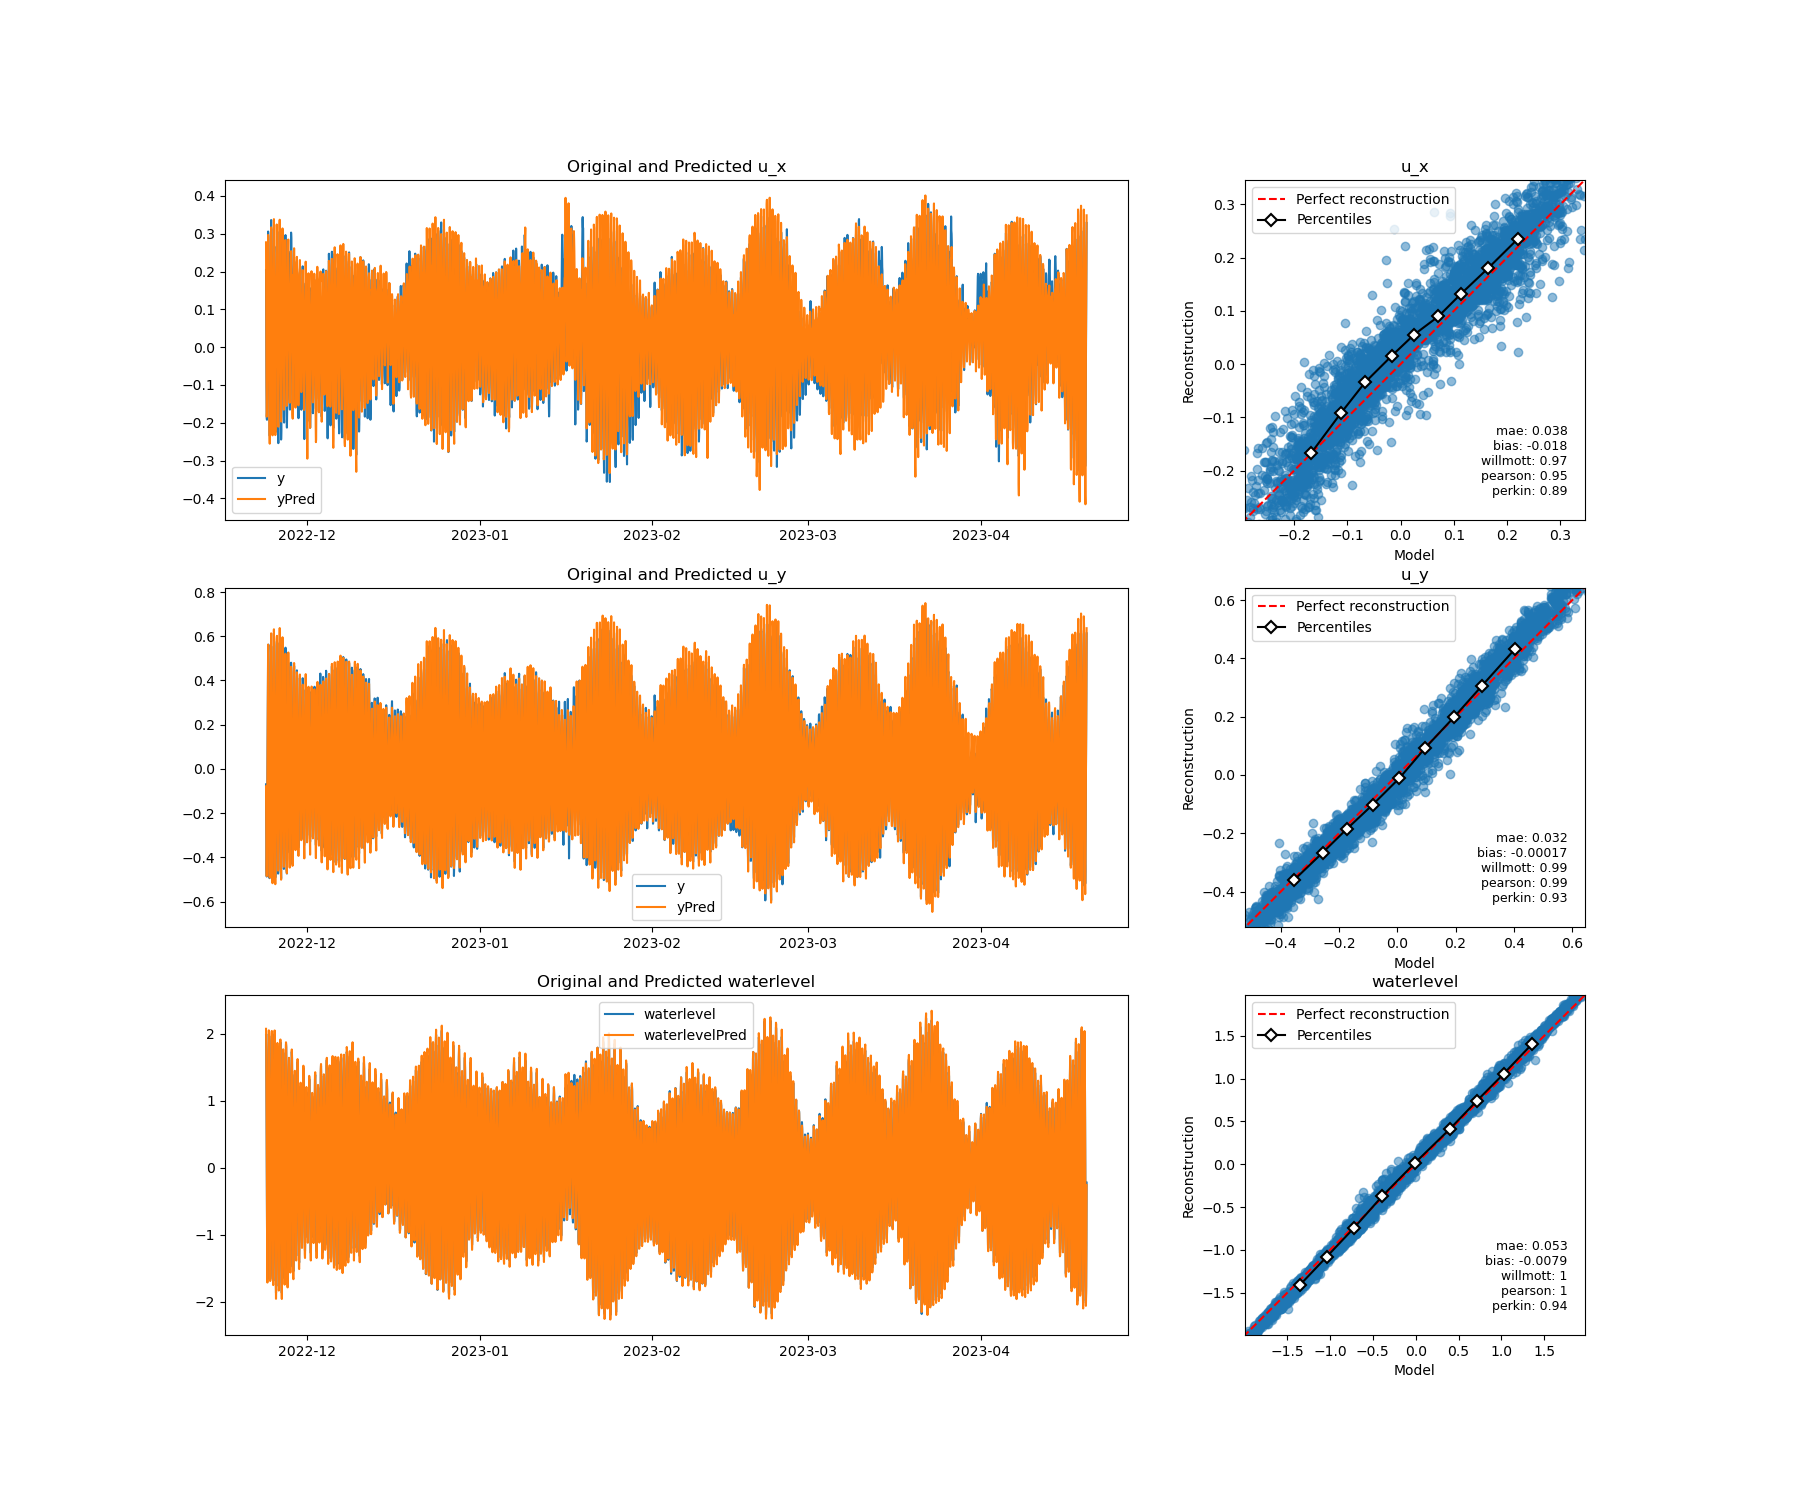 Original and Predicted u_x
0.4
0.3
0.2
0.1
0.0
−0.1
−0.2
−0.3
−0.4
y
yPred
2022-12 2023-01 2023-02 2023-03 2023-04
u_x
Perfect reconstruction
Percentiles
Reconstruction
0.3
0.2
0.1
0.0
−0.1
−0.2
mae: 0.038
bias: -0.018
willmott: 0.97
pearson: 0.95
perkin: 0.89
−0.2 −0.1 0.0 0.1 0.2 0.3
Model
Original and Predicted u_y
0.8
0.6
0.4
0.2
0.0
−0.2
−0.4
−0.6
y
yPred
2022-12 2023-01 2023-02 2023-03 2023-04
u_y
Perfect reconstruction
Percentiles
Reconstruction
0.6
0.4
0.2
0.0
−0.2
−0.4
mae: 0.032
bias: -0.00017
willmott: 0.99
pearson: 0.99
perkin: 0.93
−0.4 −0.2 0.0 0.2 0.4 0.6
Model
Original and Predicted waterlevel
waterlevel
waterlevelPred
2
1
0
−1
−2
2022-12 2023-01 2023-02 2023-03 2023-04
waterlevel
Perfect reconstruction
Percentiles
Reconstruction
1.5
1.0
0.5
0.0
−0.5
−1.0
−1.5
mae: 0.053
bias: -0.0079
willmott: 1
pearson: 1
perkin: 0.94
−1.5 −1.0 −0.5 0.0 0.5 1.0 1.5
Model